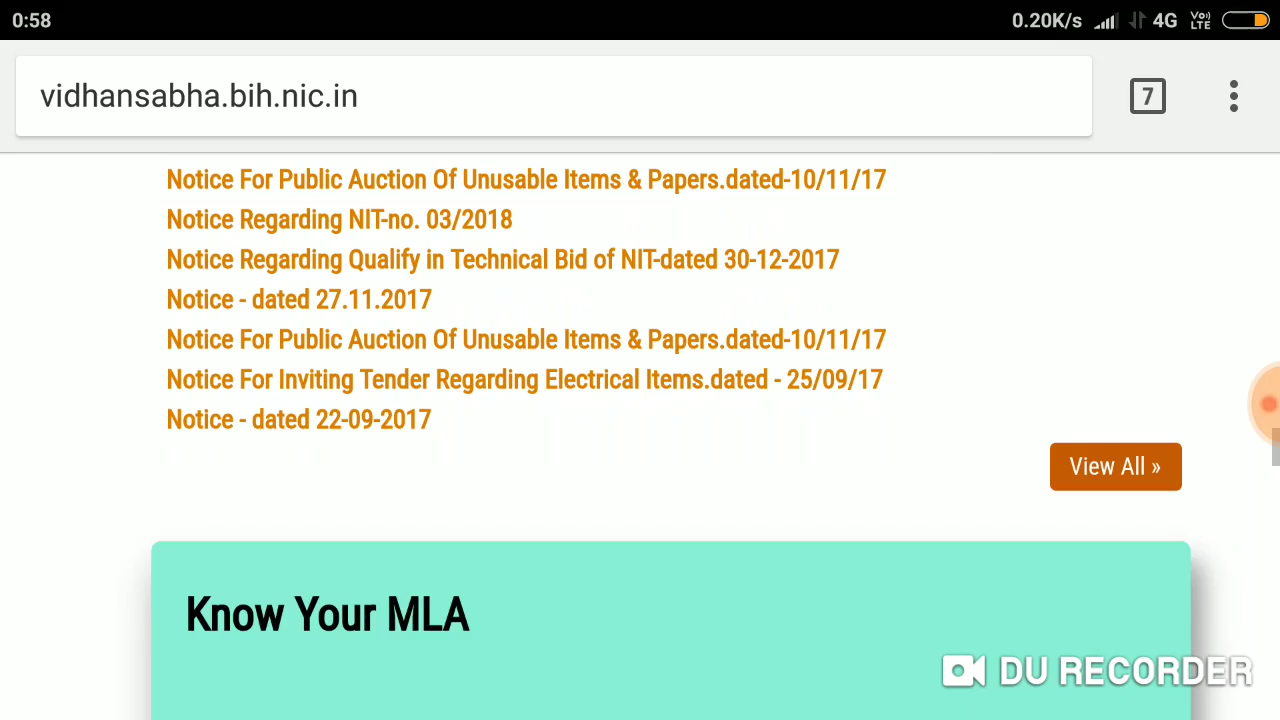 0:58
0.20K/s 4G Vo) LTE
vidhansabha.bih.nic.in
7
Notice For Public Auction Of Unusable Items & Papers.dated-10/11/17
Notice Regarding NIT-no. 03/2018
Notice Regarding Qualify in Technical Bid of NIT-dated 30-12-2017
Notice - dated 27.11.2017
Notice For Public Auction Of Unusable Items & Papers.dated-10/11/17
Notice For Inviting Tender Regarding Electrical Items.dated - 25/09/17
Notice - dated 22-09-2017
View All »
Know Your MLA
DU RECORDER